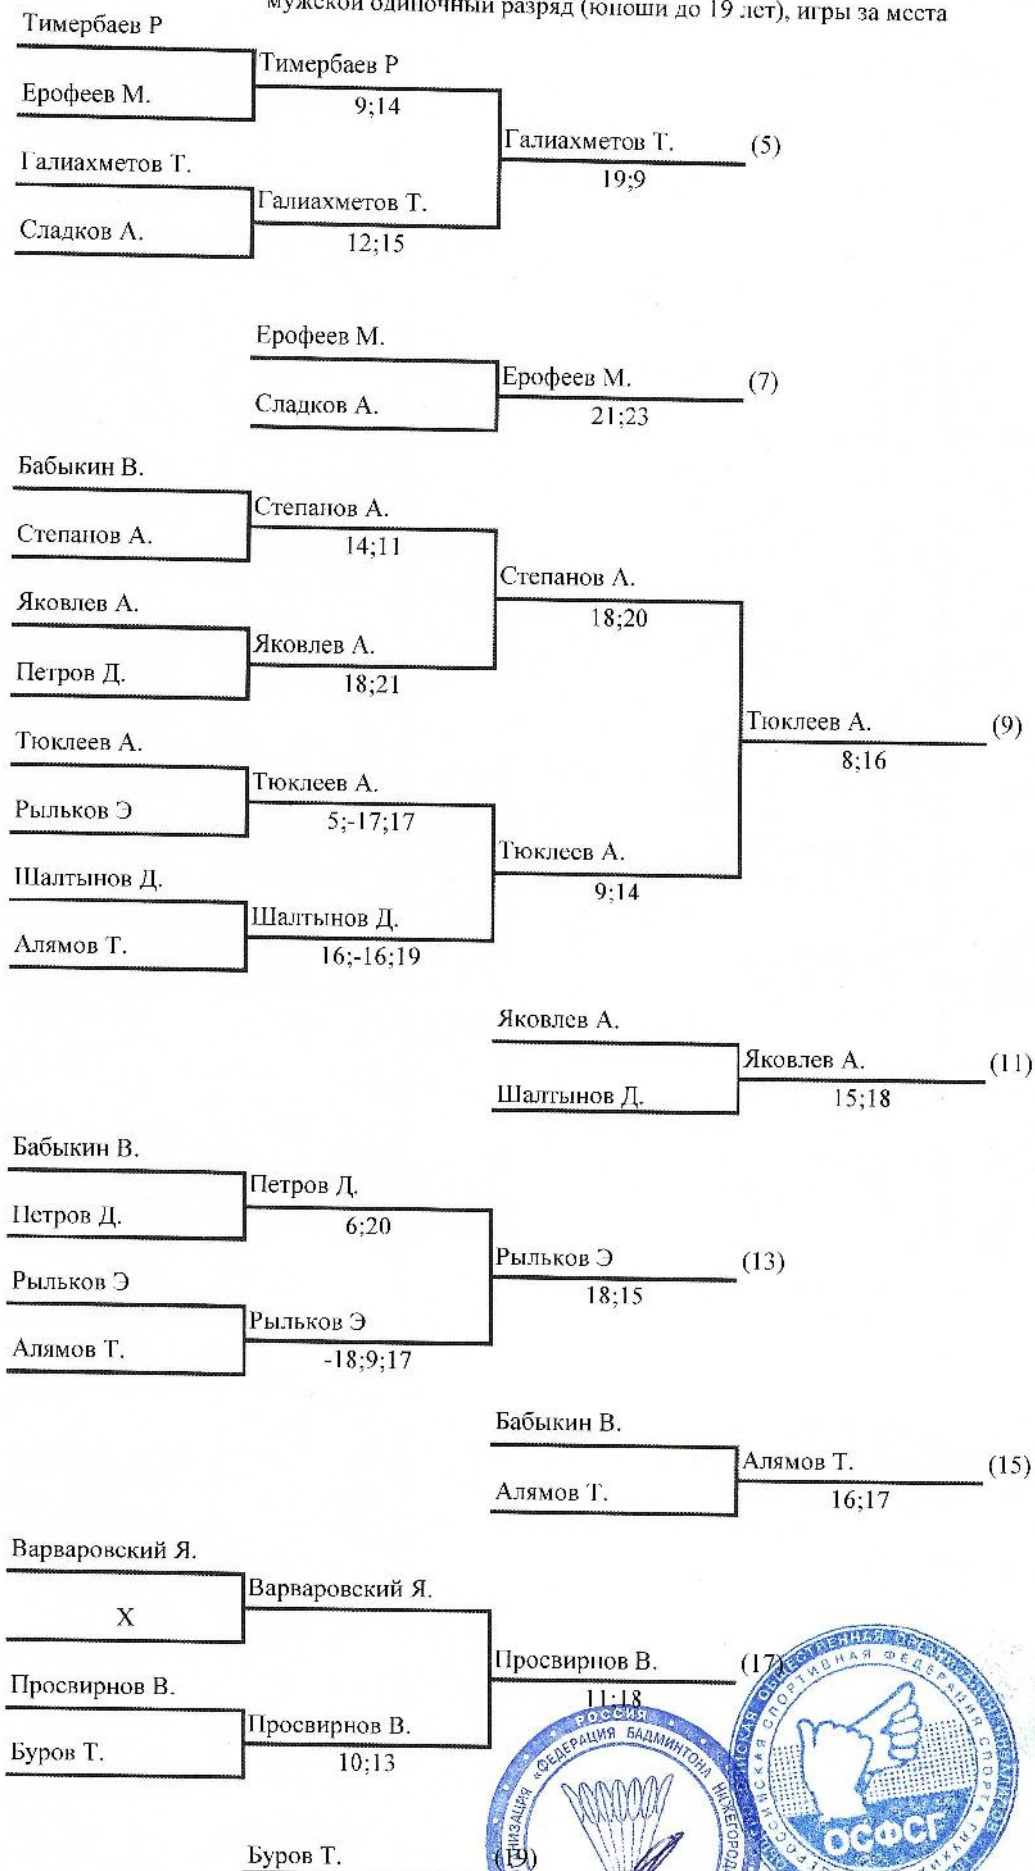 мужской одиночный разряд (юноши до 19 лет), игры за места
Тимербаев Р
Тимербаев Р
Ерофеев М.
9;14
Галиахметов Т. (5)
Галиахметов Т.
19;9
Галиахметов Т.
Сладков А.
12;15
Ерофеев М.
Ерофеев М. (7)
Сладков А.
21;23
Бабыкин В.
Степанов А.
Степанов А.
14;11
Степанов А.
Яковлев А.
18;20
Яковлев А.
Петров Д.
18;21
Тюклеев А. (9)
Тюклеев А.
8;16
Тюклеев А.
Рыльков Э
5;-17;17
Тюклеев А.
Шалтынов Д.
9;14
Шалтынов Д.
Алямов Т.
16;-16;19
Яковлев А.
Яковлев А. (11)
Шалтынов Д.
15;18
Бабыкин В.
Петров Д.
Петров Д.
6;20
Рыльков Э (13)
Рыльков Э
18;15
Рыльков Э
Алямов Т.
-18;9;17
Бабыкин В.
Алямов Т. (15)
Алямов Т.
16;17
Варваровский Я.
Варваровский Я.
X
Просвирнов В. (17)
Просвирнов В.
11;18
Просвирнов В.
Буров Т.
10;13
РОССИЯ
«ФЕДЕРАЦИЯ БАДМИНТОНА
СПОРТИВНАЯ ФЕДЕРАЦИЯ СПОРТА
ОСФСГ
Буров Т. (19)